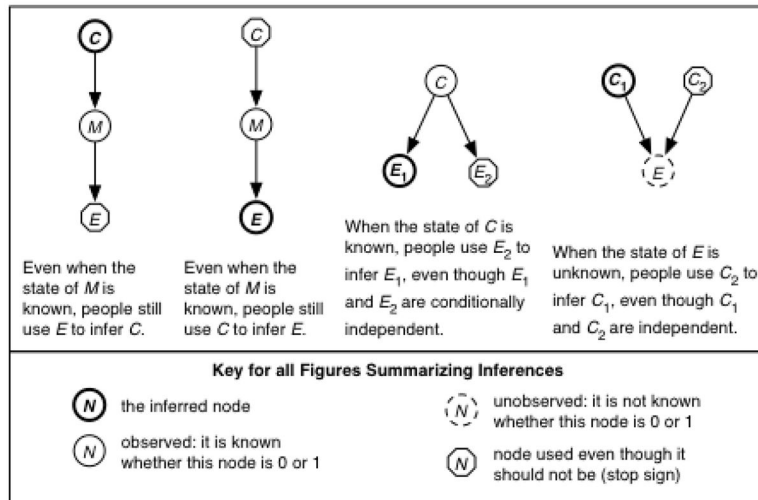 C
M
E
Even when the
state of M is
known, people still
use E to infer C.
C
M
E
Even when the
state of M is
known, people still
use C to infer E.
C
E1 E2
When the state of C is
known, people use E2 to
infer E1, even though E1
and E2 are conditionally
independent.
C1 C2
E
When the state of E is
unknown, people use C2 to
infer C1, even though C1
and C2 are independent.
Key for all Figures Summarizing Inferences
N the inferred node
N observed: it is known
whether this node is 0 or 1
N unobserved: it is not known
whether this node is 0 or 1
N node used even though it
should not be (stop sign)